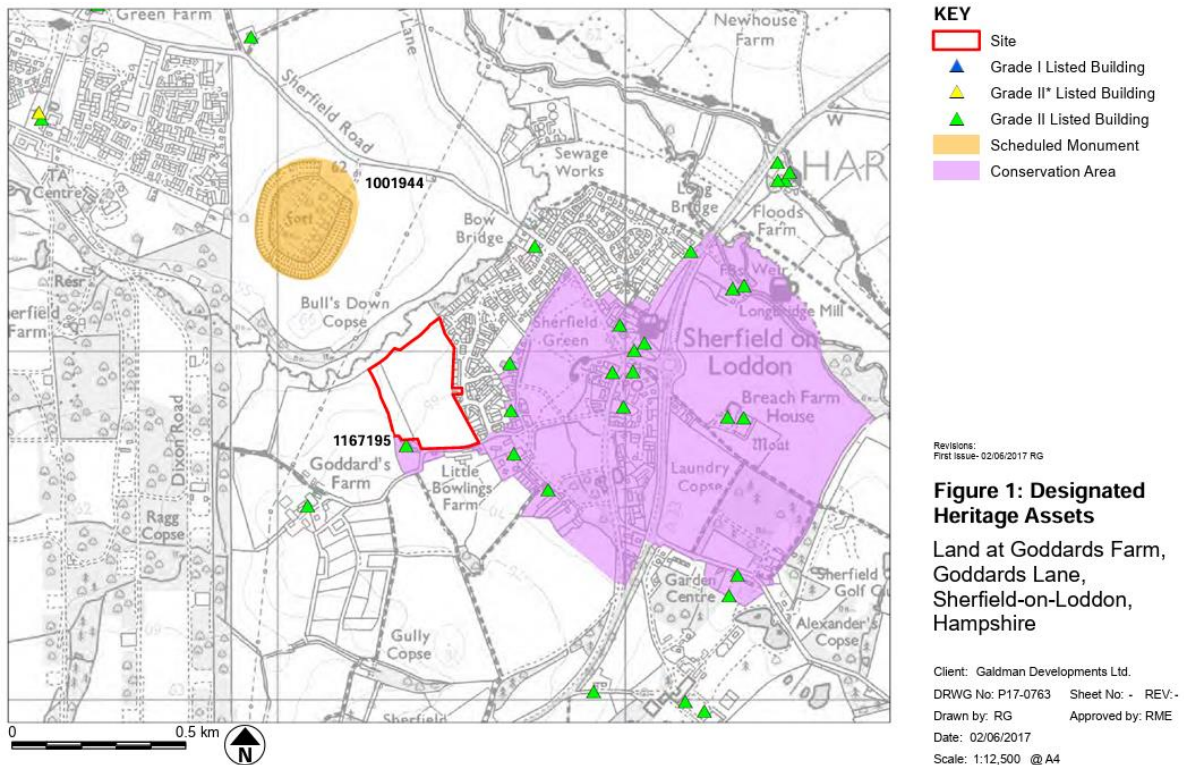 Green Farm
Lane
Newhouse
Farm
Sherfield Road
W
Sewage
Works
HAR
TA
Centre
62
1001944
Long
Bridge
Fort
Floods
Farm
Bow
Bridge
Weir
Bull's Down
Copse
Longbridge Mill
erfield
Farm
Sherfield
Green
Sherfield on
Loddon
Dixon Road
Breach Farm
House
1167195
Moat
Goddard's
Farm
Little
Bowlings
Farm
Laundry
Copse
Ragg
Copse
Garden
Centre
Sherfield
Golf
Alexander's
Copse
Gully
Copse
Sherfield
0 0.5 km
N
KEY
Site
Grade I Listed Building
Grade II* Listed Building
Grade II Listed Building
Scheduled Monument
Conservation Area
Revisions:
First Issue- 02/06/2017 RG
Figure 1: Designated
Heritage Assets
Land at Goddards Farm,
Goddards Lane,
Sherfield-on-Loddon,
Hampshire
Client: Galdman Developments Ltd.
DRWG No: P17-0763 Sheet No: - REV:-
Drawn by: RG Approved by: RME
Date: 02/06/2017
Scale: 1:12,500 @ A4